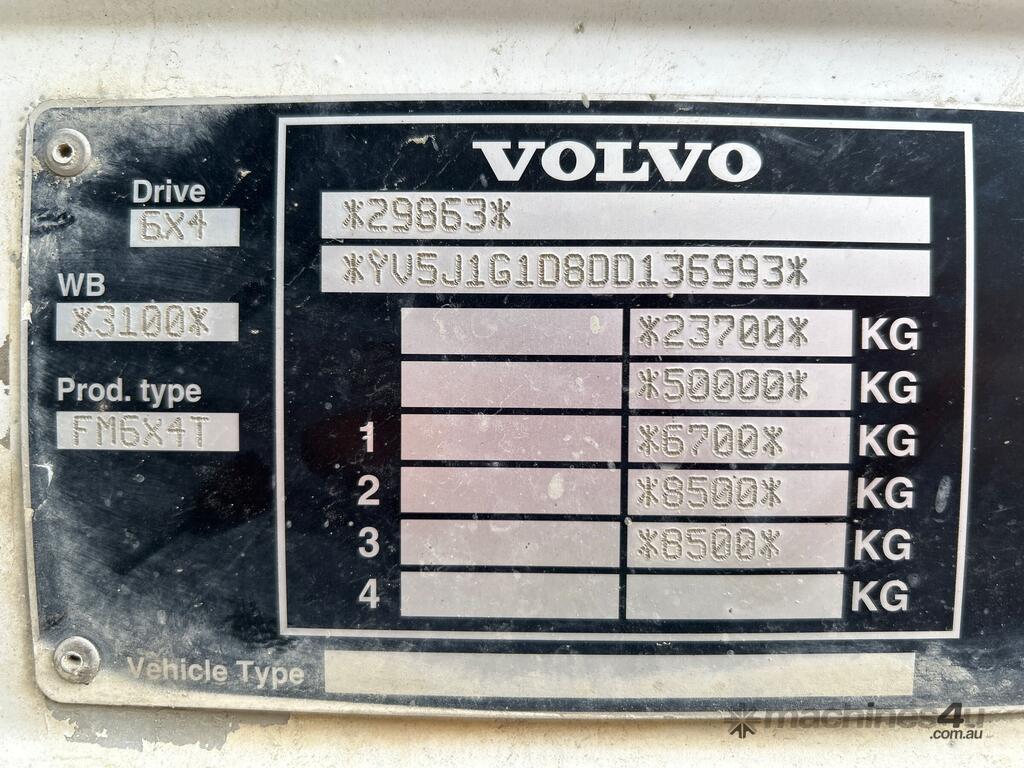 VOLVO
Drive
6X4
*29863*
WB
*3100*
*YV5J1G1D8DD136993*
Prod. type
FM6X4T
*23700* KG
*50000* KG
1 *6700* KG
2 *8500* KG
3 *8500* KG
4 KG
Vehicle Type
machines4u
.com.au